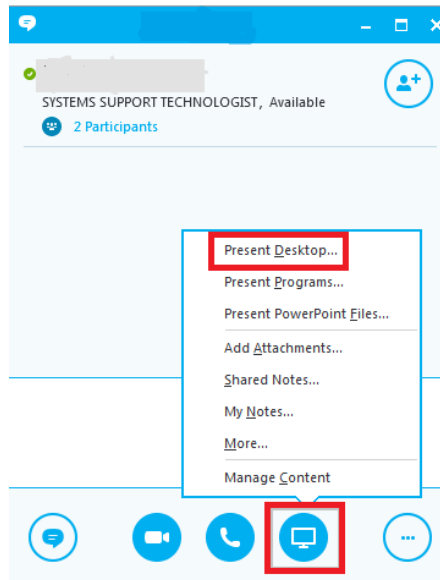 SYSTEMS SUPPORT TECHNOLOGIST, Available
2 Participants
Present Desktop...
Present Programs...
Present PowerPoint Files...
Add Attachments...
Shared Notes...
My Notes...
More...
Manage Content